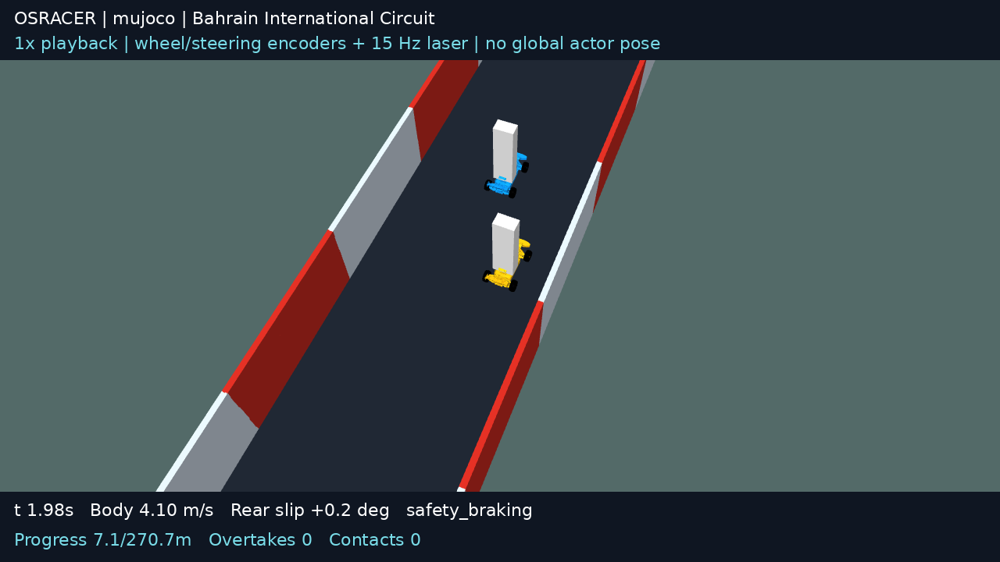 OSRACER | mujoco | Bahrain International Circuit
1x playback | wheel/steering encoders + 15 Hz laser | no global actor pose
t 1.98s   Body 4.10 m/s   Rear slip +0.2 deg   safety_braking
Progress 7.1/270.7m   Overtakes 0   Contacts 0